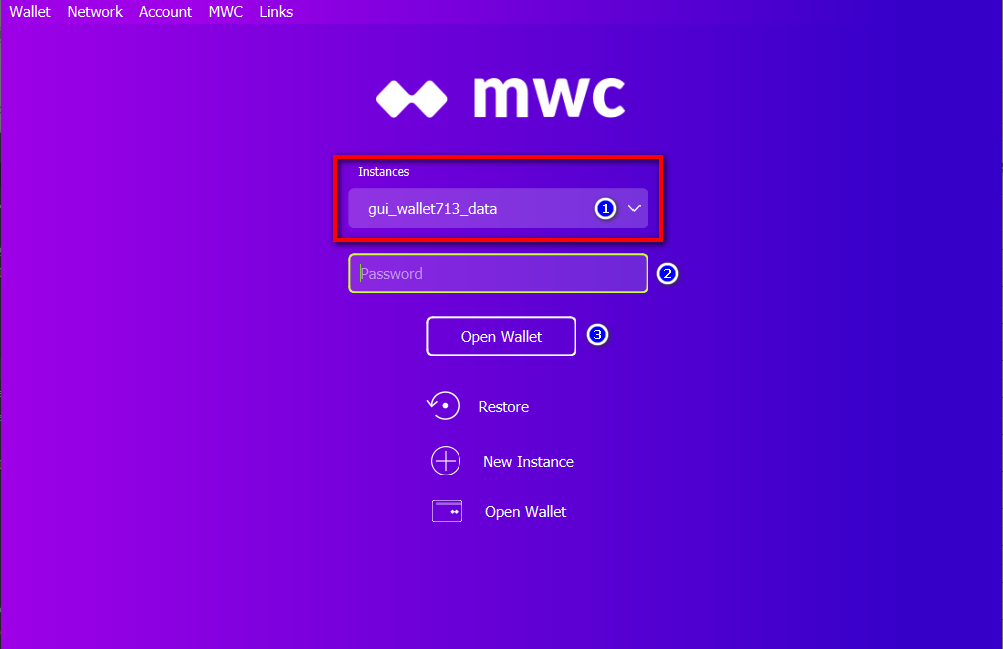 Wallet Network Account MWC Links
mwc
Instances
gui_wallet713_data 1
Password 2
Open Wallet 3
Restore
New Instance
Open Wallet